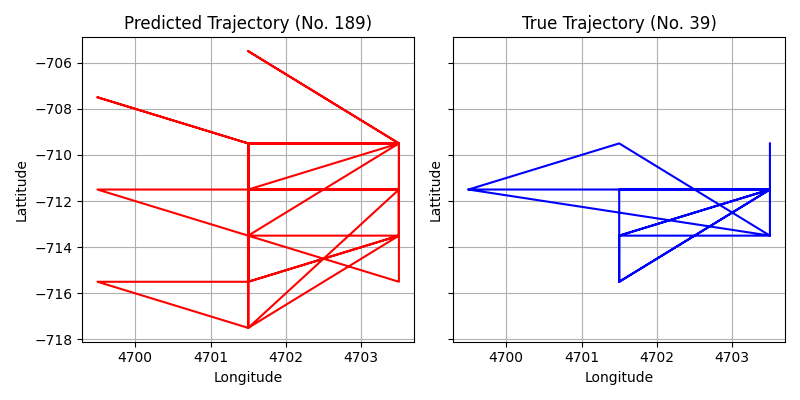 Predicted Trajectory (No. 189)
Lattitude
−706
−708
−710
−712
−714
−716
−718
4700
4701
4702
4703
Longitude
True Trajectory (No. 39)
Lattitude
4700
4701
4702
4703
Longitude